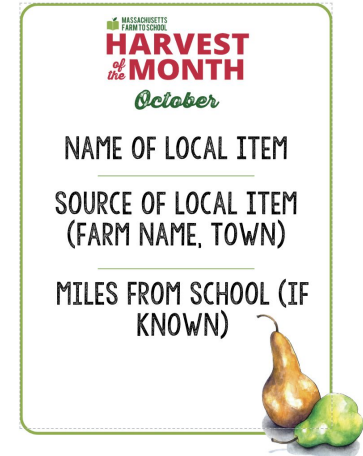 MASSACHUSETTS
FARM TO SCHOOL
HARVEST
of the MONTH
October
NAME OF LOCAL ITEM
SOURCE OF LOCAL ITEM
(FARM NAME, TOWN)
MILES FROM SCHOOL (IF
KNOWN)